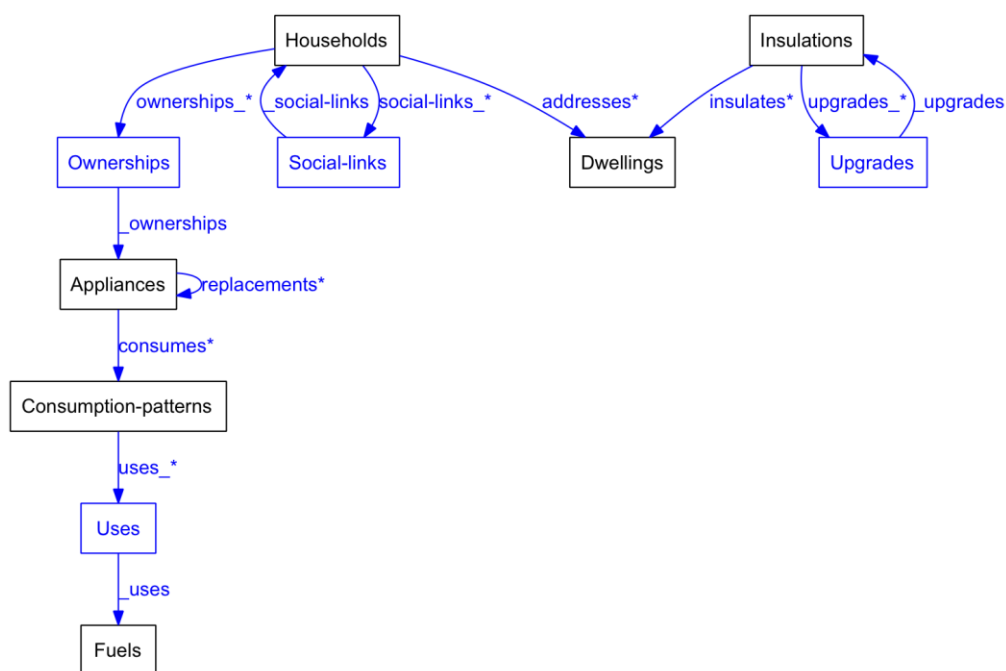 Households
Insulations
ownerships_*
_social-links
social-links_*
addresses*
insulates*
upgrades_*
_upgrades
Ownerships
Social-links
Dwellings
Upgrades
_ownerships
Appliances
replacements*
consumes*
Consumption-patterns
uses_*
Uses
_uses
Fuels